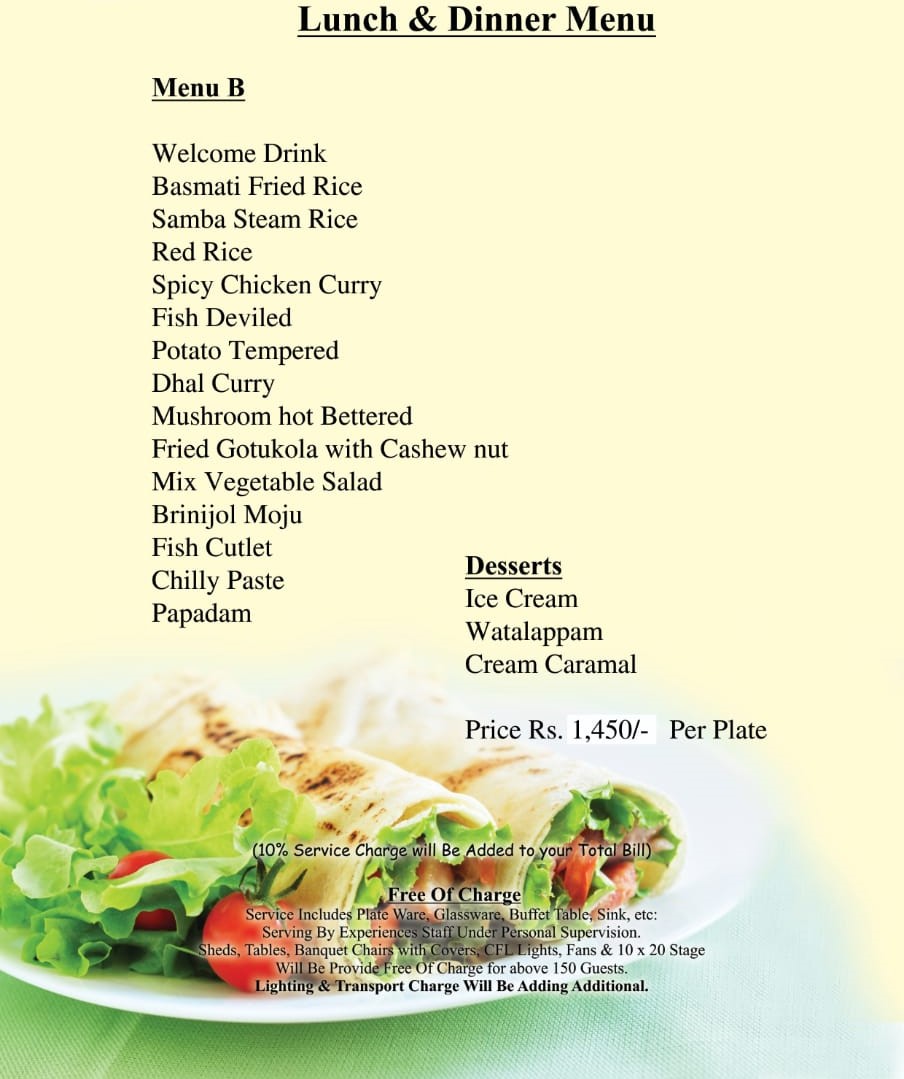 Lunch & Dinner Menu
Menu B
Welcome Drink
Basmati Fried Rice
Samba Steam Rice
Red Rice
Spicy Chicken Curry
Fish Deviled
Potato Tempered
Dhal Curry
Mushroom hot Bettered
Fried Gotukola with Cashew nut
Mix Vegetable Salad
Brinijol Moju
Fish Cutlet
Chilly Paste
Papadam
Desserts
Ice Cream
Watalappam
Cream Caramal
Price Rs. 1,450/- Per Plate
(10% Service Charge will Be Added to your Total Bill)
Free Of Charge
Service Includes Plate Ware, Glassware, Buffet Table, Sink, etc:
Serving By Experiences Staff Under Personal Supervision.
Sheds, Tables, Banquet Chairs with Covers, CFL Lights, Fans & 10 x 20 Stage
Will Be Provide Free Of Charge for above 150 Guests.
Lighting & Transport Charge Will Be Adding Additional.